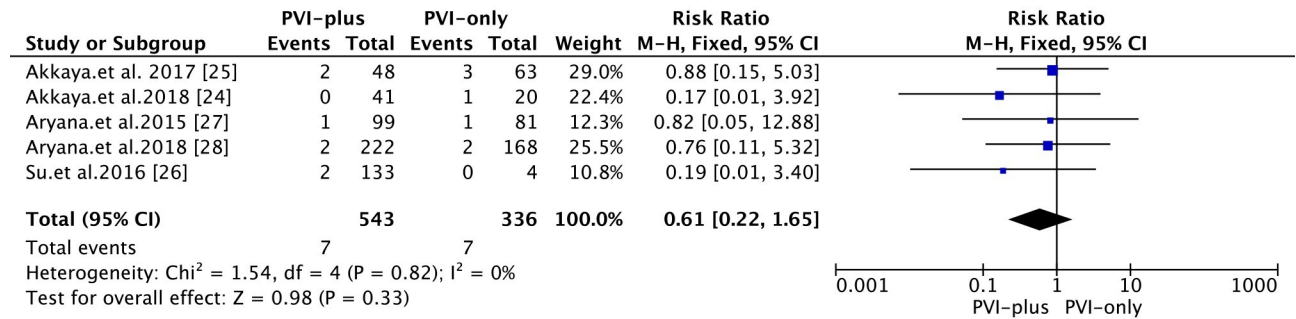 PVI-plus PVI-only Risk Ratio Risk Ratio
Study or Subgroup Events Total Events Total Weight M-H, Fixed, 95% CI M-H, Fixed, 95% CI
Akkaya.et al. 2017 [25] 2 48 3 63 29.0% 0.88 [0.15, 5.03]
Akkaya.et al.2018 [24] 0 41 1 20 22.4% 0.17 [0.01, 3.92]
Aryana.et al.2015 [27] 1 99 1 81 12.3% 0.82 [0.05, 12.88]
Aryana.et al.2018 [28] 2 222 2 168 25.5% 0.76 [0.11, 5.32]
Su.et al.2016 [26] 2 133 0 4 10.8% 0.19 [0.01, 3.40]
Total (95% CI) 543 336 100.0% 0.61 [0.22, 1.65]
Total events 7 7
Heterogeneity: Chi² = 1.54, df = 4 (P = 0.82); I² = 0%
Test for overall effect: Z = 0.98 (P = 0.33)
0.001 0.1 1 10 1000
PVI-plus PVI-only